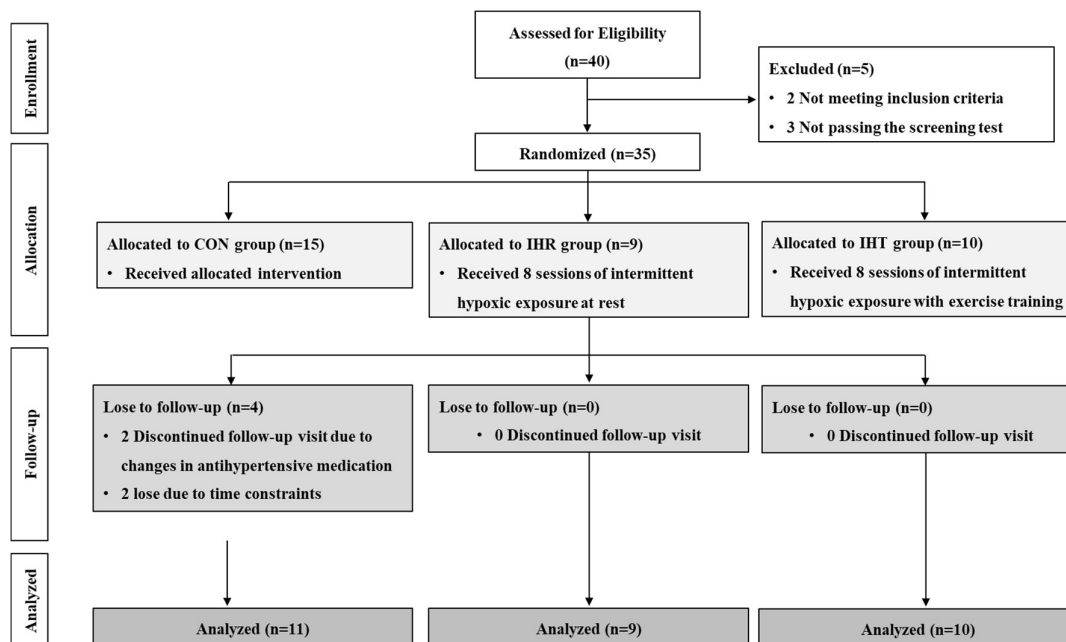 Enrollment
Assessed for Eligibility
(n=40)
Excluded (n=5)
• 2 Not meeting inclusion criteria
• 3 Not passing the screening test
Randomized (n=35)
Allocation
Allocated to CON group (n=15)
• Received allocated intervention
Allocated to IHR group (n=9)
• Received 8 sessions of intermittent
hypoxic exposure at rest
Allocated to IHT group (n=10)
• Received 8 sessions of intermittent
hypoxic exposure with exercise training
Follow-up
Lose to follow-up (n=4)
• 2 Discontinued follow-up visit due to
changes in antihypertensive medication
• 2 lose due to time constraints
Lose to follow-up (n=0)
• 0 Discontinued follow-up visit
Lose to follow-up (n=0)
• 0 Discontinued follow-up visit
Analyzed
Analyzed (n=11)
Analyzed (n=9)
Analyzed (n=10)